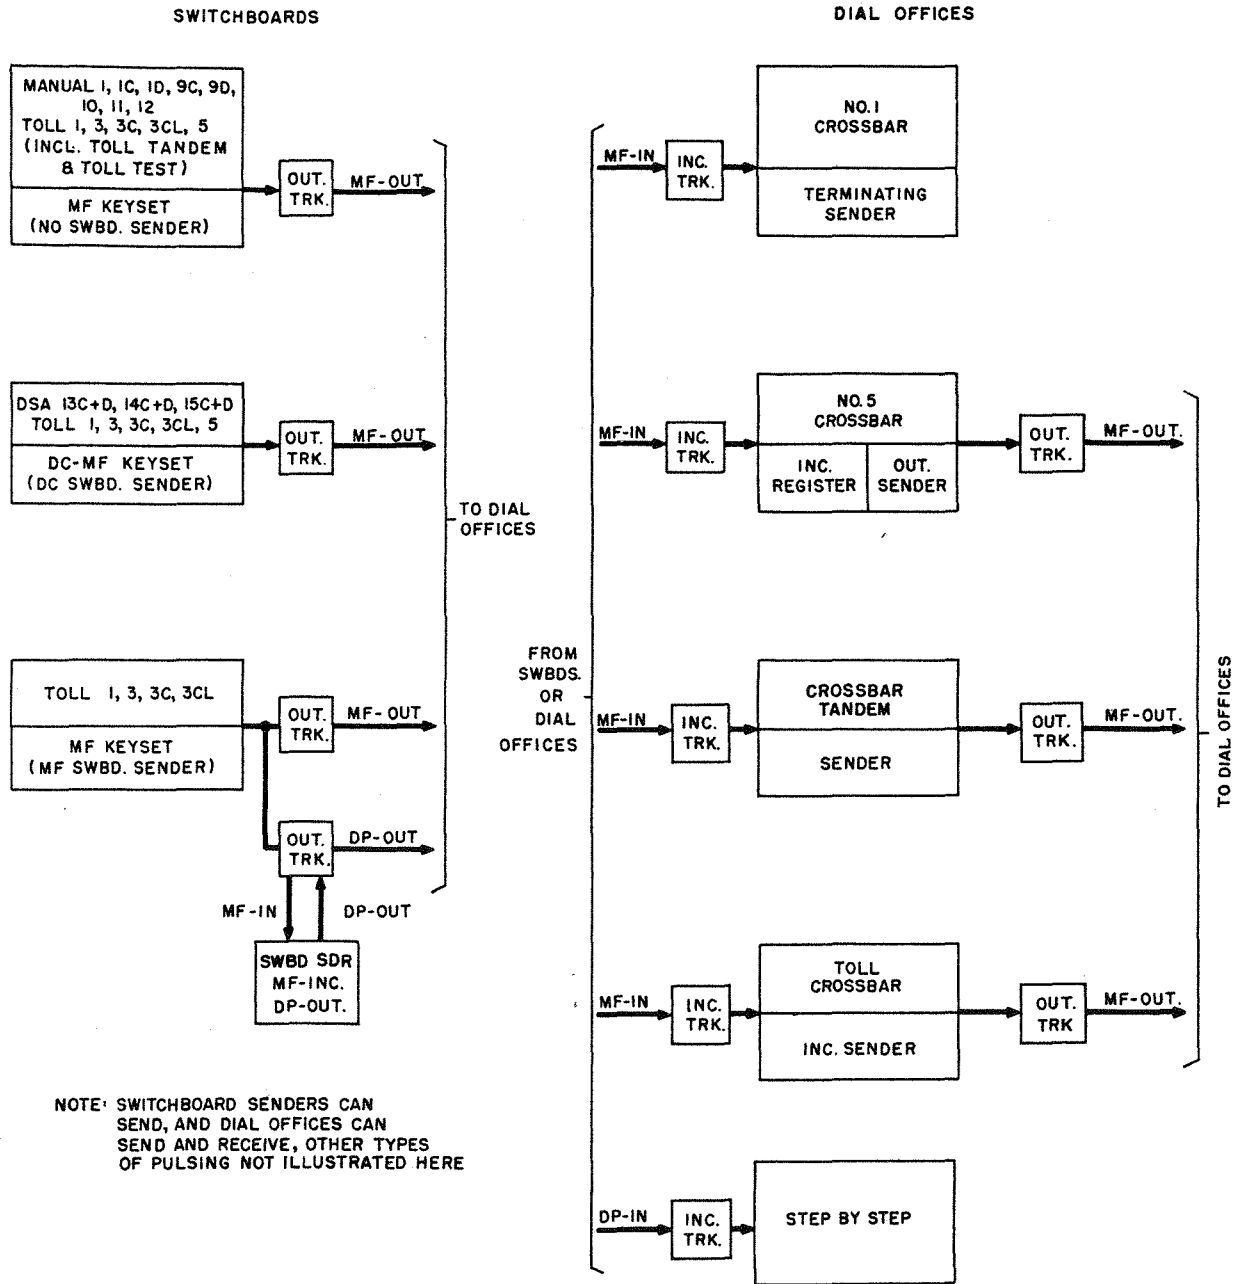 SWITCHBOARDS
MANUAL 1, 1C, 1D, 9C, 9D,
10, 11, 12
TOLL 1, 3, 3C, 3CL, 5
(INCL. TOLL TANDEM
& TOLL TEST)
MF KEYSET
(NO SWBD. SENDER)
OUT.
TRK.
MF-OUT
DSA 13C+D, 14C+D, 15C+D
TOLL 1, 3, 3C, 3CL, 5
DC-MF KEYSET
(DC SWBD. SENDER)
OUT.
TRK.
MF-OUT
TO DIAL
OFFICES
TOLL 1, 3, 3C, 3CL
MF KEYSET
(MF SWBD. SENDER)
OUT.
TRK.
MF-OUT
OUT.
TRK.
DP-OUT
MF-IN
DP-OUT
SWBD SDR
MF-INC.
DP-OUT.
NOTE: SWITCHBOARD SENDERS CAN
SEND, AND DIAL OFFICES CAN
SEND AND RECEIVE, OTHER TYPES
OF PULSING NOT ILLUSTRATED HERE
DIAL OFFICES
FROM
SWBDS.
OR
DIAL
OFFICES
MF-IN
INC.
TRK.
NO. 1
CROSSBAR
TERMINATING
SENDER
MF-IN
INC.
TRK.
NO. 5
CROSSBAR
INC.
REGISTER
OUT.
SENDER
OUT.
TRK.
MF-OUT.
MF-IN
INC.
TRK.
CROSSBAR
TANDEM
SENDER
OUT.
TRK.
MF-OUT.
MF-IN
INC.
TRK.
TOLL
CROSSBAR
INC. SENDER
OUT.
TRK
MF-OUT.
TO DIAL OFFICES
DP-IN
INC.
TRK.
STEP BY STEP